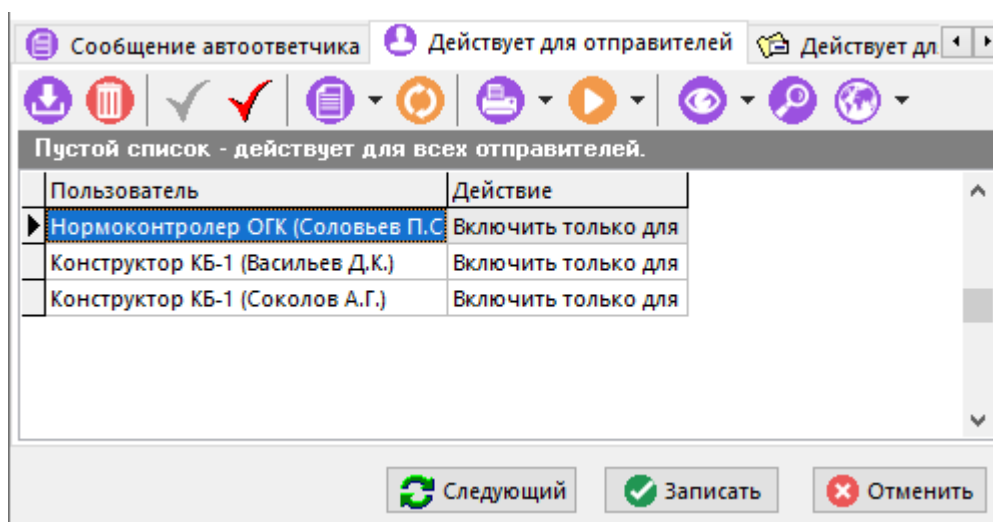 Сообщение автоответчика Действует для отправителей Действует дл
Пустой список - действует для всех отправителей.
Пользователь Действие
Нормоконтролер ОГК (Соловьев П.С Включить только для
Конструктор КБ-1 (Васильев Д.К.) Включить только для
Конструктор КБ-1 (Соколов А.Г.) Включить только для
Следующий Записать Отменить